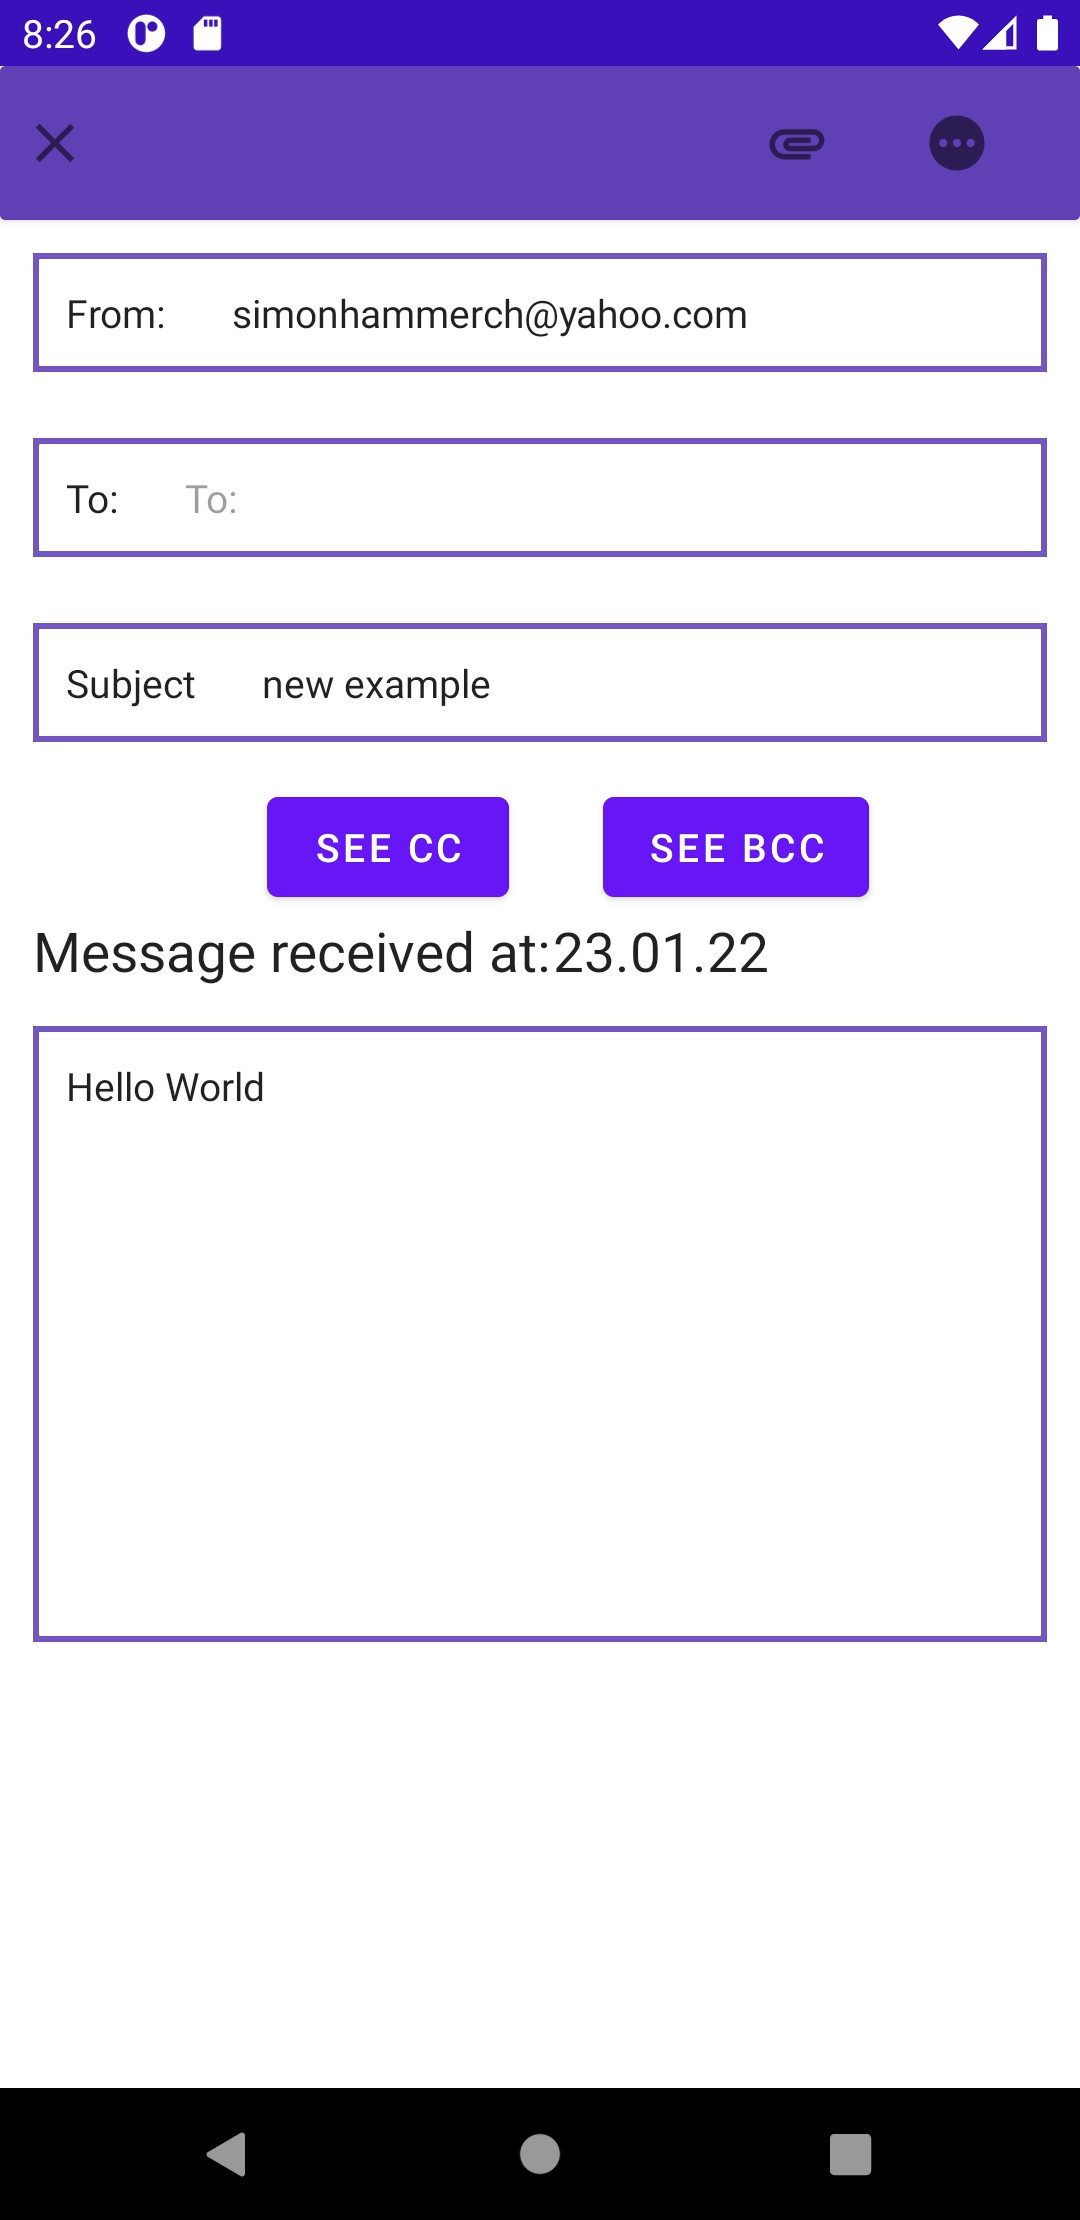 8:26
From: simonhammerch@yahoo.com
To: To:
Subject new example
SEE CC SEE BCC
Message received at:23.01.22
Hello World